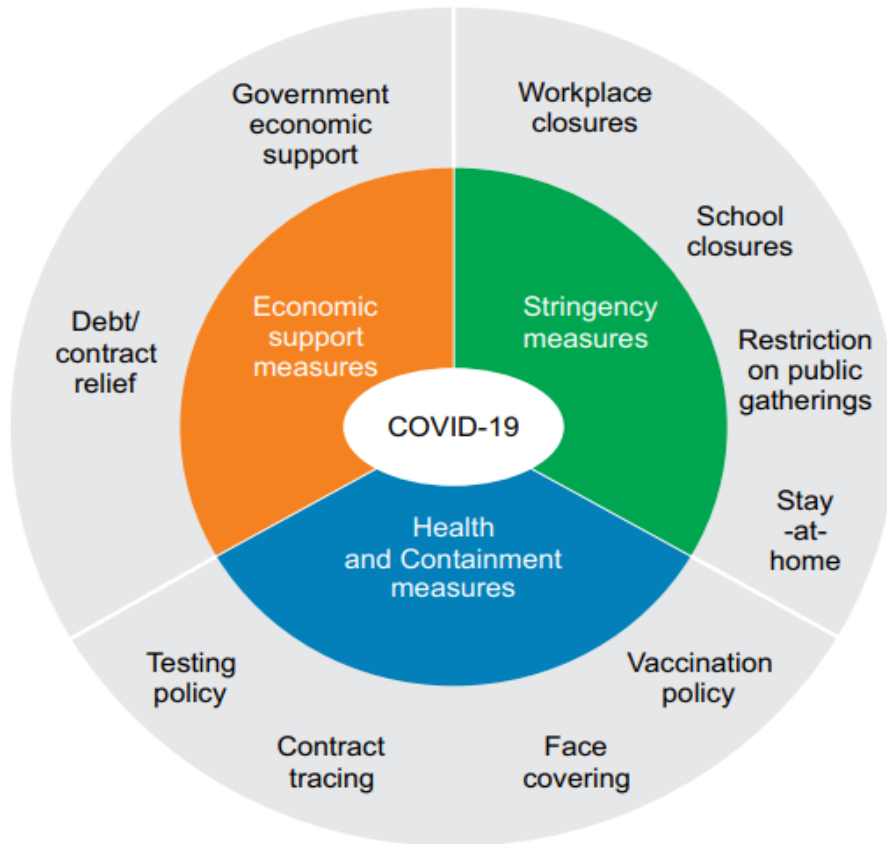 Government
economic
support
Workplace
closures
School
closures
Economic
support
measures
Stringency
measures
Debt/
contract
relief
Restriction
on public
gatherings
COVID-19
Stay
-at-
home
Health
and Containment
measures
Testing
policy
Vaccination
policy
Contract
tracing
Face
covering